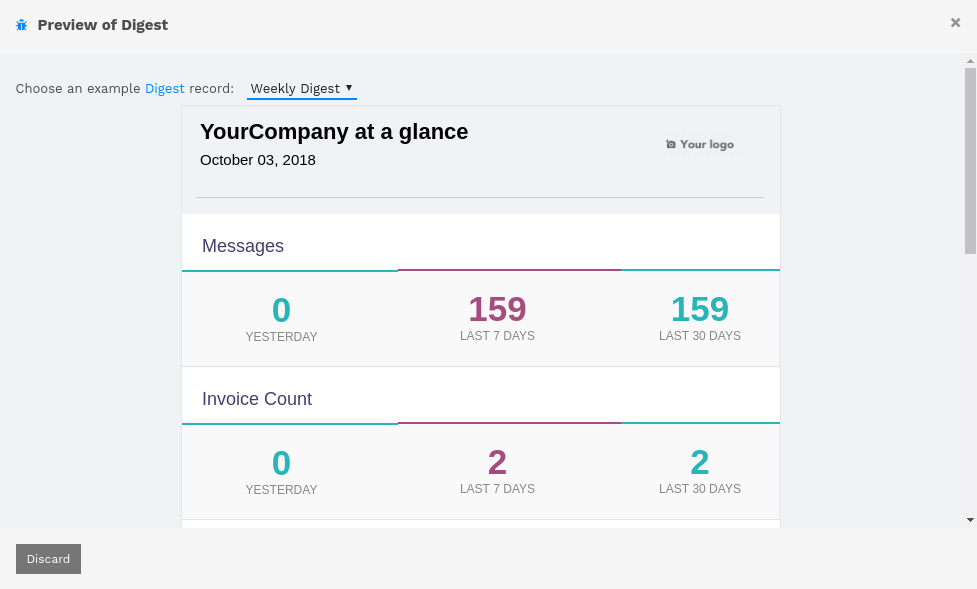 Preview of Digest
×
Choose an example Digest record: Weekly Digest ▼
YourCompany at a glance
October 03, 2018
Your logo
Messages
0 159 159
YESTERDAY LAST 7 DAYS LAST 30 DAYS
Invoice Count
0 2 2
YESTERDAY LAST 7 DAYS LAST 30 DAYS
Discard